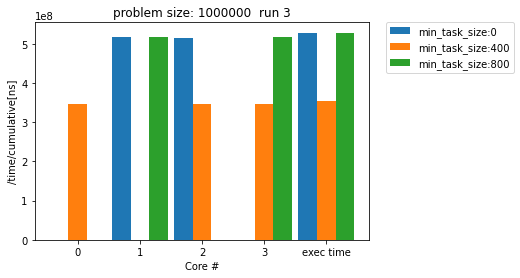 problem size: 1000000  run 3
1e8
min_task_size:0
min_task_size:400
min_task_size:800
/time/cumulative[ns]
5
4
3
2
1
0
0 1 2 3 exec time
Core #